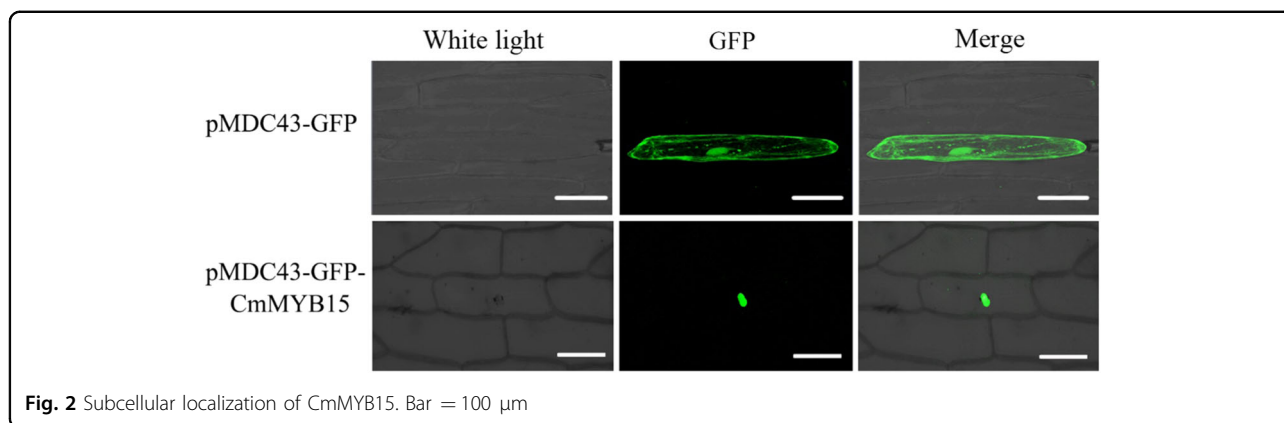 White light GFP Merge
pMDC43-GFP
pMDC43-GFP-
CmMYB15
Fig. 2 Subcellular localization of CmMYB15. Bar = 100 μm